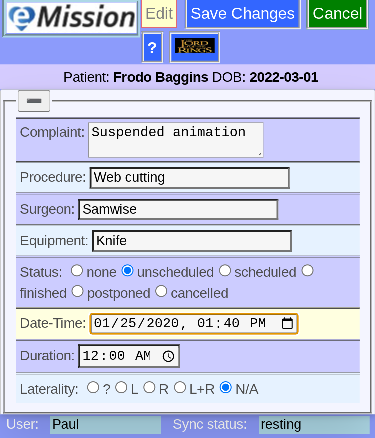 eMission Edit Save Changes Cancel
? LORD OF THE RINGS
Patient: Frodo Baggins DOB: 2022-03-01
Complaint: Suspended animation
Procedure: Web cutting
Surgeon: Samwise
Equipment: Knife
Status: none unscheduled scheduled
finished postponed cancelled
Date-Time: 01/25/2020, 01:40 PM
Duration: 12:00 AM
Laterality: ? L R L+R N/A
User: Paul Sync status: resting